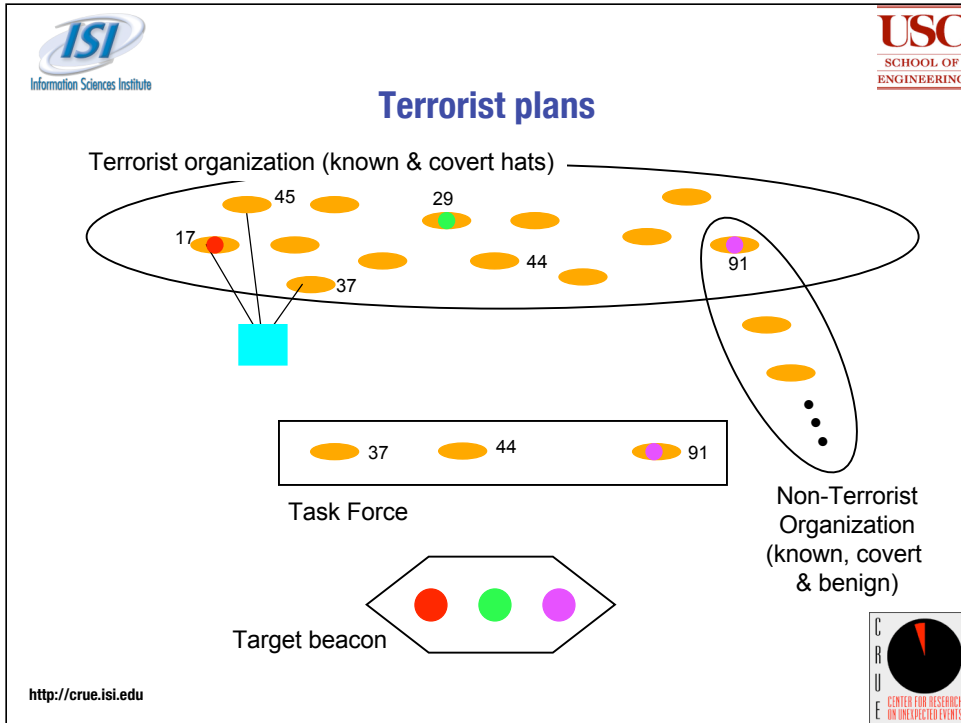 ISI
Information Sciences Institute
USC
SCHOOL OF
ENGINEERING
Terrorist plans
Terrorist organization (known & covert hats)
45
29
17
44
37
91
37
44
91
Task Force
Non-Terrorist
Organization
(known, covert
& benign)
Target beacon
http://crue.isi.edu
CRUE
CENTER FOR RESEARCH
ON UNEXPECTED EVENTS